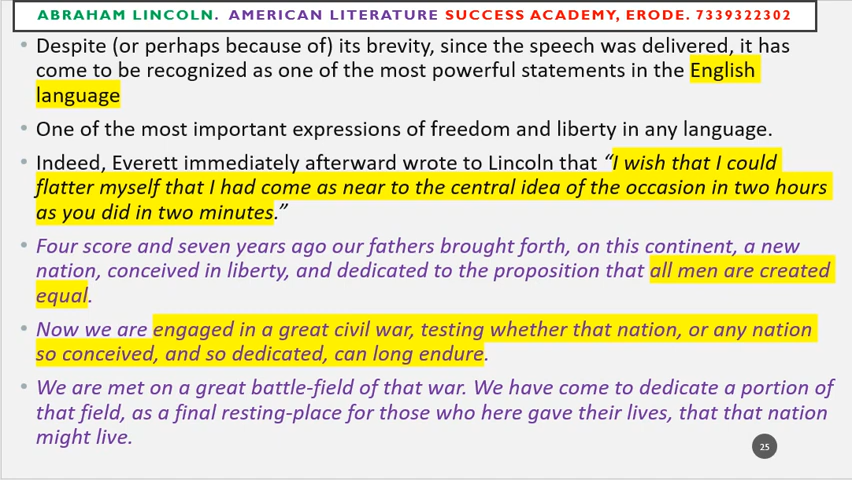 ABRAHAM LINCOLN. AMERICAN LITERATURE SUCCESS ACADEMY, ERODE. 7339322302
• Despite (or perhaps because of) its brevity, since the speech was delivered, it has
come to be recognized as one of the most powerful statements in the English
language
• One of the most important expressions of freedom and liberty in any language.
• Indeed, Everett immediately afterward wrote to Lincoln that “I wish that I could
flatter myself that I had come as near to the central idea of the occasion in two hours
as you did in two minutes.”
• Four score and seven years ago our fathers brought forth, on this continent, a new
nation, conceived in liberty, and dedicated to the proposition that all men are created
equal.
• Now we are engaged in a great civil war, testing whether that nation, or any nation
so conceived, and so dedicated, can long endure.
• We are met on a great battle-field of that war. We have come to dedicate a portion of
that field, as a final resting-place for those who here gave their lives, that that nation
might live.
25